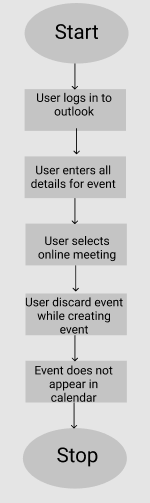 Start
User logs in to
outlook
User enters all
details for event
User selects
online meeting
User discard event
while creating
event
Event does not
appear in
calendar
Stop